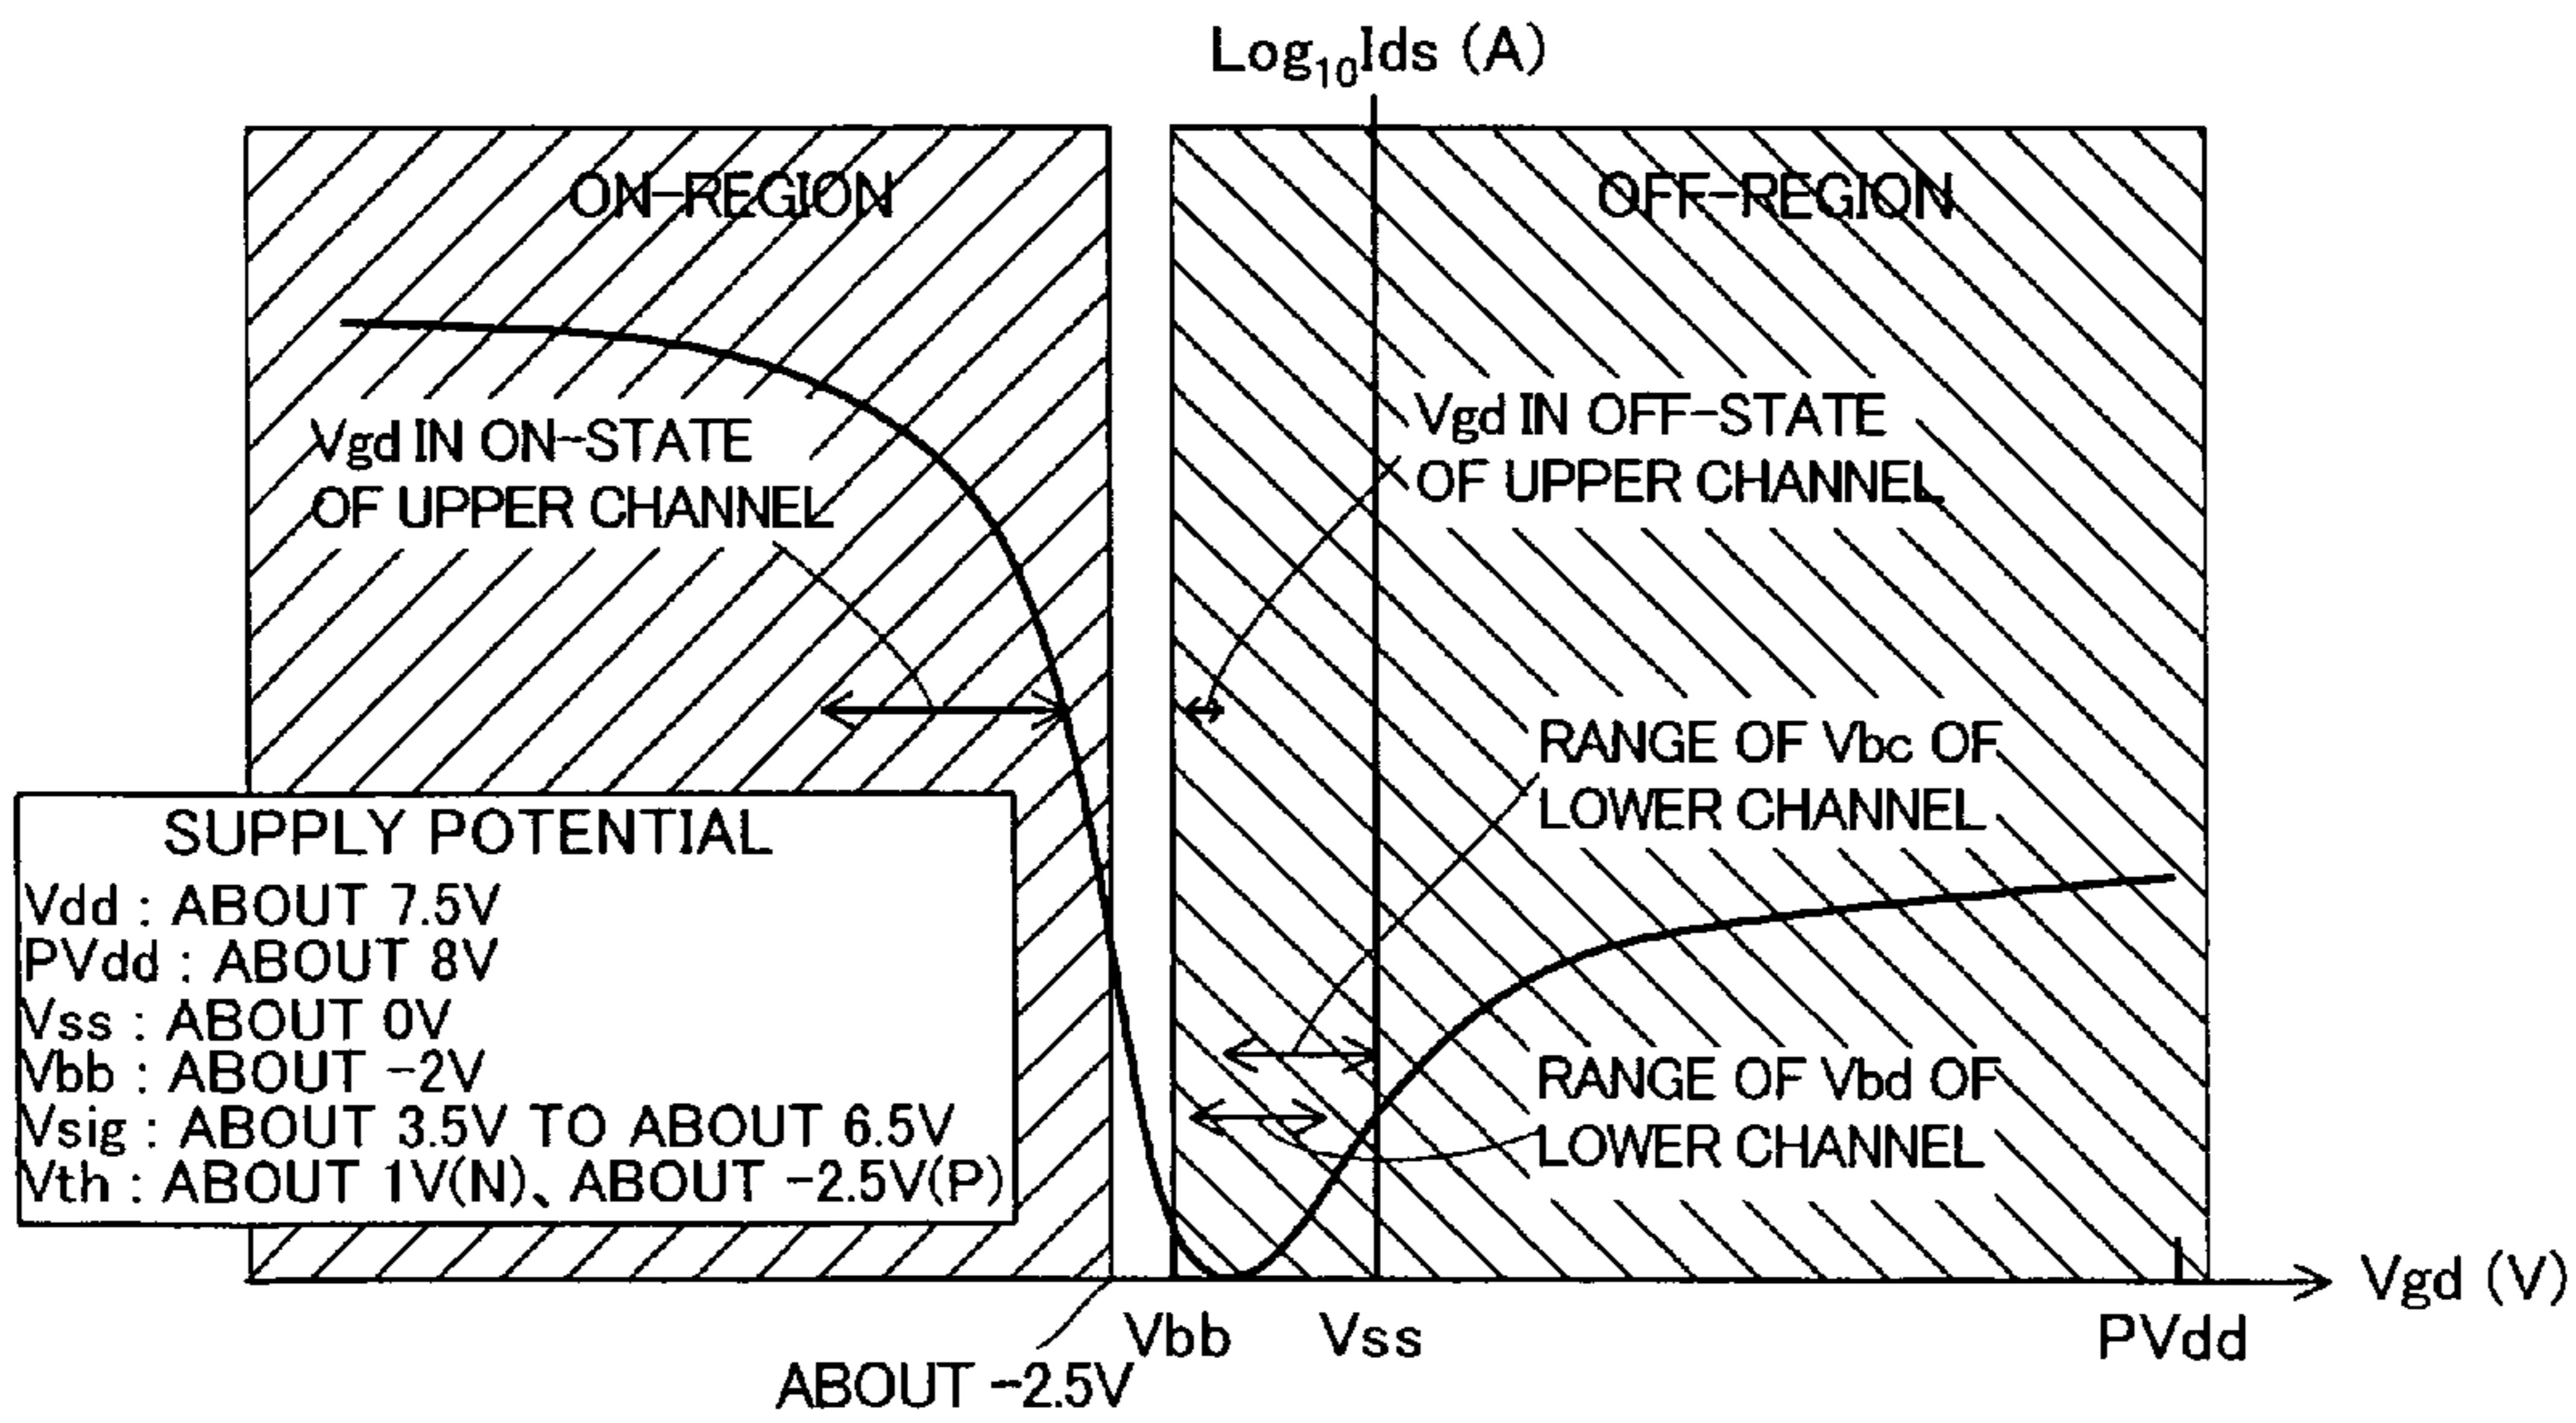 Log₁₀Ids (A)
ON-REGION
OFF-REGION
Vgd IN ON-STATE
OF UPPER CHANNEL
Vgd IN OFF-STATE
OF UPPER CHANNEL
RANGE OF Vbc OF
LOWER CHANNEL
RANGE OF Vbd OF
LOWER CHANNEL
SUPPLY POTENTIAL
Vdd : ABOUT 7.5V
PVdd : ABOUT 8V
Vss : ABOUT 0V
Vbb : ABOUT -2V
Vsig : ABOUT 3.5V TO ABOUT 6.5V
Vth : ABOUT 1V(N)、ABOUT -2.5V(P)
Vgd (V)
Vbb
Vss
PVdd
ABOUT -2.5V